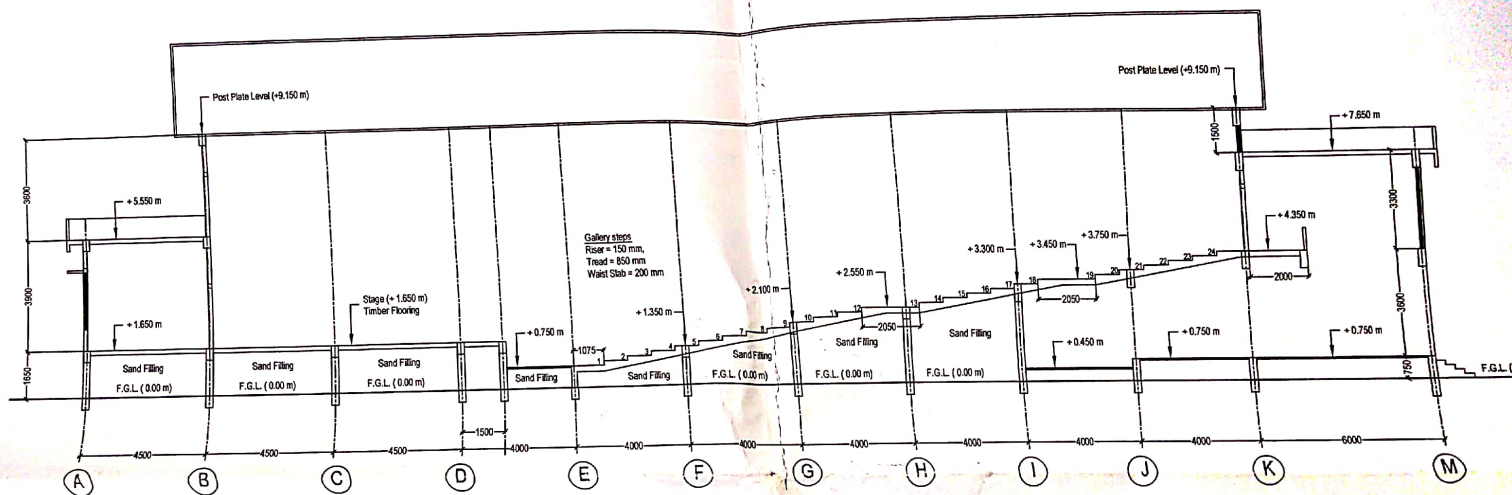 Post Plate Level (+9.150 m)
Post Plate Level (+9.150 m)
1500
+ 7.650 m
3600
+ 5.550 m
3300
Gallery steps
Riser = 150 mm,
Tread = 850 mm
Waist Slab = 200 mm
+ 4.350 m
+ 3.750 m
+ 3.450 m
+ 3.300 m
+ 2.550 m
2.100 m
+ 1.350 m
3900
Stage (+ 1.650 m)
Timber Flooring
+ 1.650 m
+ 0.750 m
1075
1 2 3 4 5 6 7 8 9 10 11 12 13 14 15 16 17 18 19 20 21 22 23 24
2050
2050
2000
3600
+ 0.450 m
+ 0.750 m
+ 0.750 m
1650
Sand Filling
F.G.L. ( 0.00 m)
Sand Filling
F.G.L. ( 0.00 m)
Sand Filling
F.G.L. ( 0.00 m)
Sand Filling
Sand Filling
Sand Filling
F.G.L. ( 0.00 m)
Sand Filling
F.G.L. ( 0.00 m)
Sand Filling
F.G.L. ( 0.00 m)
750
F.G.L (
4500
4500
4500
1500
4000
4000
4000
4000
4000
4000
4000
6000
A B C D E F G H I J K M